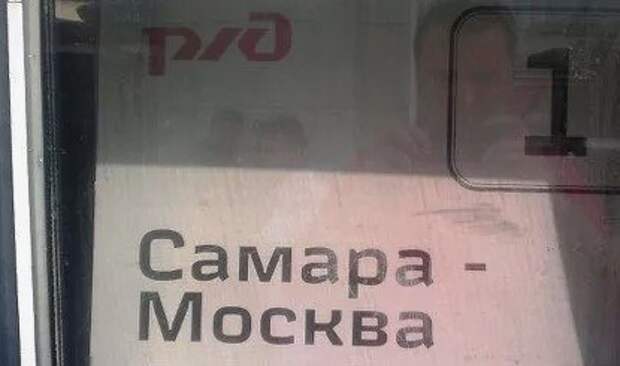 ржд
1
Самара -
Москва